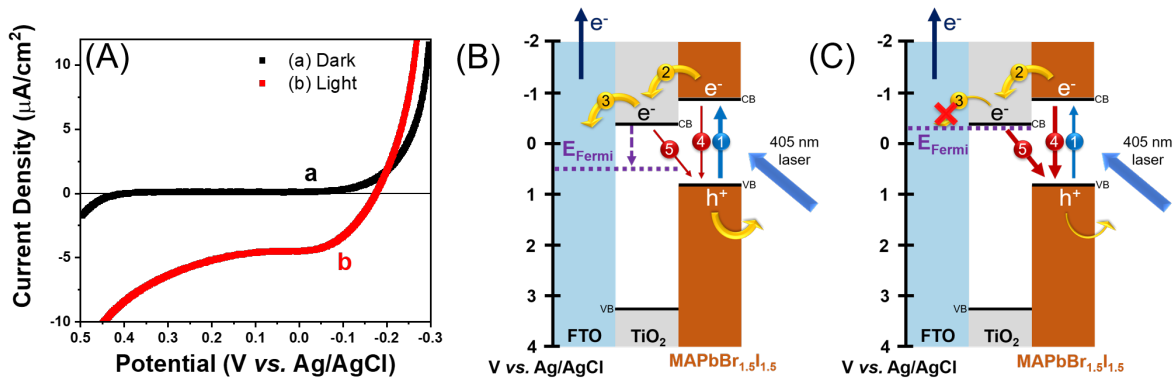 (A)
(a) Dark
(b) Light
a
b
Current Density (μA/cm²)
10
5
0
-5
-10
0.5
0.4
0.3
0.2
0.1
0.0
-0.1
-0.2
-0.3
Potential (V vs. Ag/AgCl)
(B)
e⁻
-2
-1
0
1
2
3
4
2
3
e⁻
e⁻
CB
CB
E_Fermi
5
4
1
405 nm
laser
VB
h⁺
VB
FTO
TiO₂
MAPbBr₁.₅I₁.₅
V vs. Ag/AgCl
(C)
e⁻
-2
-1
0
1
2
3
4
2
3
e⁻
e⁻
CB
CB
E_Fermi
5
4
1
405 nm
laser
VB
h⁺
VB
FTO
TiO₂
MAPbBr₁.₅I₁.₅
V vs. Ag/AgCl